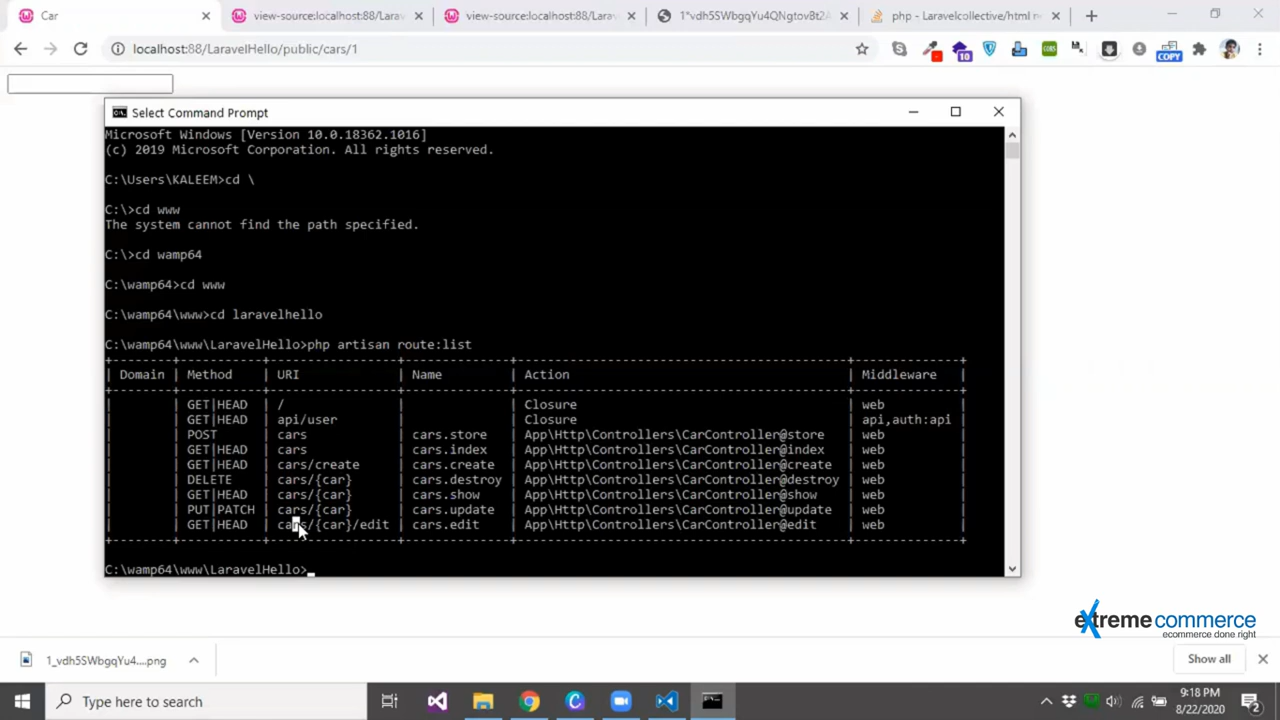 Car
view-source:localhost:88/Larav
view-source:localhost:88/Larav
1*vdh5SWbgqYu4QNgtov8t2A
php - Laravelcollective/html n
localhost:88/LaravelHello/public/cars/1
10
CORS
COPY
Select Command Prompt
Microsoft Windows [Version 10.0.18362.1016]
(c) 2019 Microsoft Corporation. All rights reserved.
C:\Users\KALEEM>cd \
C:\>cd www
The system cannot find the path specified.
C:\>cd wamp64
C:\wamp64>cd www
C:\wamp64\www>cd laravelhello
C:\wamp64\www\LaravelHello>php artisan route:list
| Domain | Method | URI | Name | Action | Middleware |
| | GET|HEAD | / | | Closure | web |
| | GET|HEAD | api/user | | Closure | api,auth:api |
| | POST | cars | cars.store | App\Http\Controllers\CarController@store | web |
| | GET|HEAD | cars | cars.index | App\Http\Controllers\CarController@index | web |
| | GET|HEAD | cars/create | cars.create | App\Http\Controllers\CarController@create | web |
| | DELETE | cars/{car} | cars.destroy | App\Http\Controllers\CarController@destroy | web |
| | GET|HEAD | cars/{car} | cars.show | App\Http\Controllers\CarController@show | web |
| | PUT|PATCH | cars/{car} | cars.update | App\Http\Controllers\CarController@update | web |
| | GET|HEAD | cars/{car}/edit | cars.edit | App\Http\Controllers\CarController@edit | web |
C:\wamp64\www\LaravelHello>
extreme commerce
ecommerce done right
1_vdh5SWbgqYu4....png
Show all
Type here to search
9:18 PM
8/22/2020
2